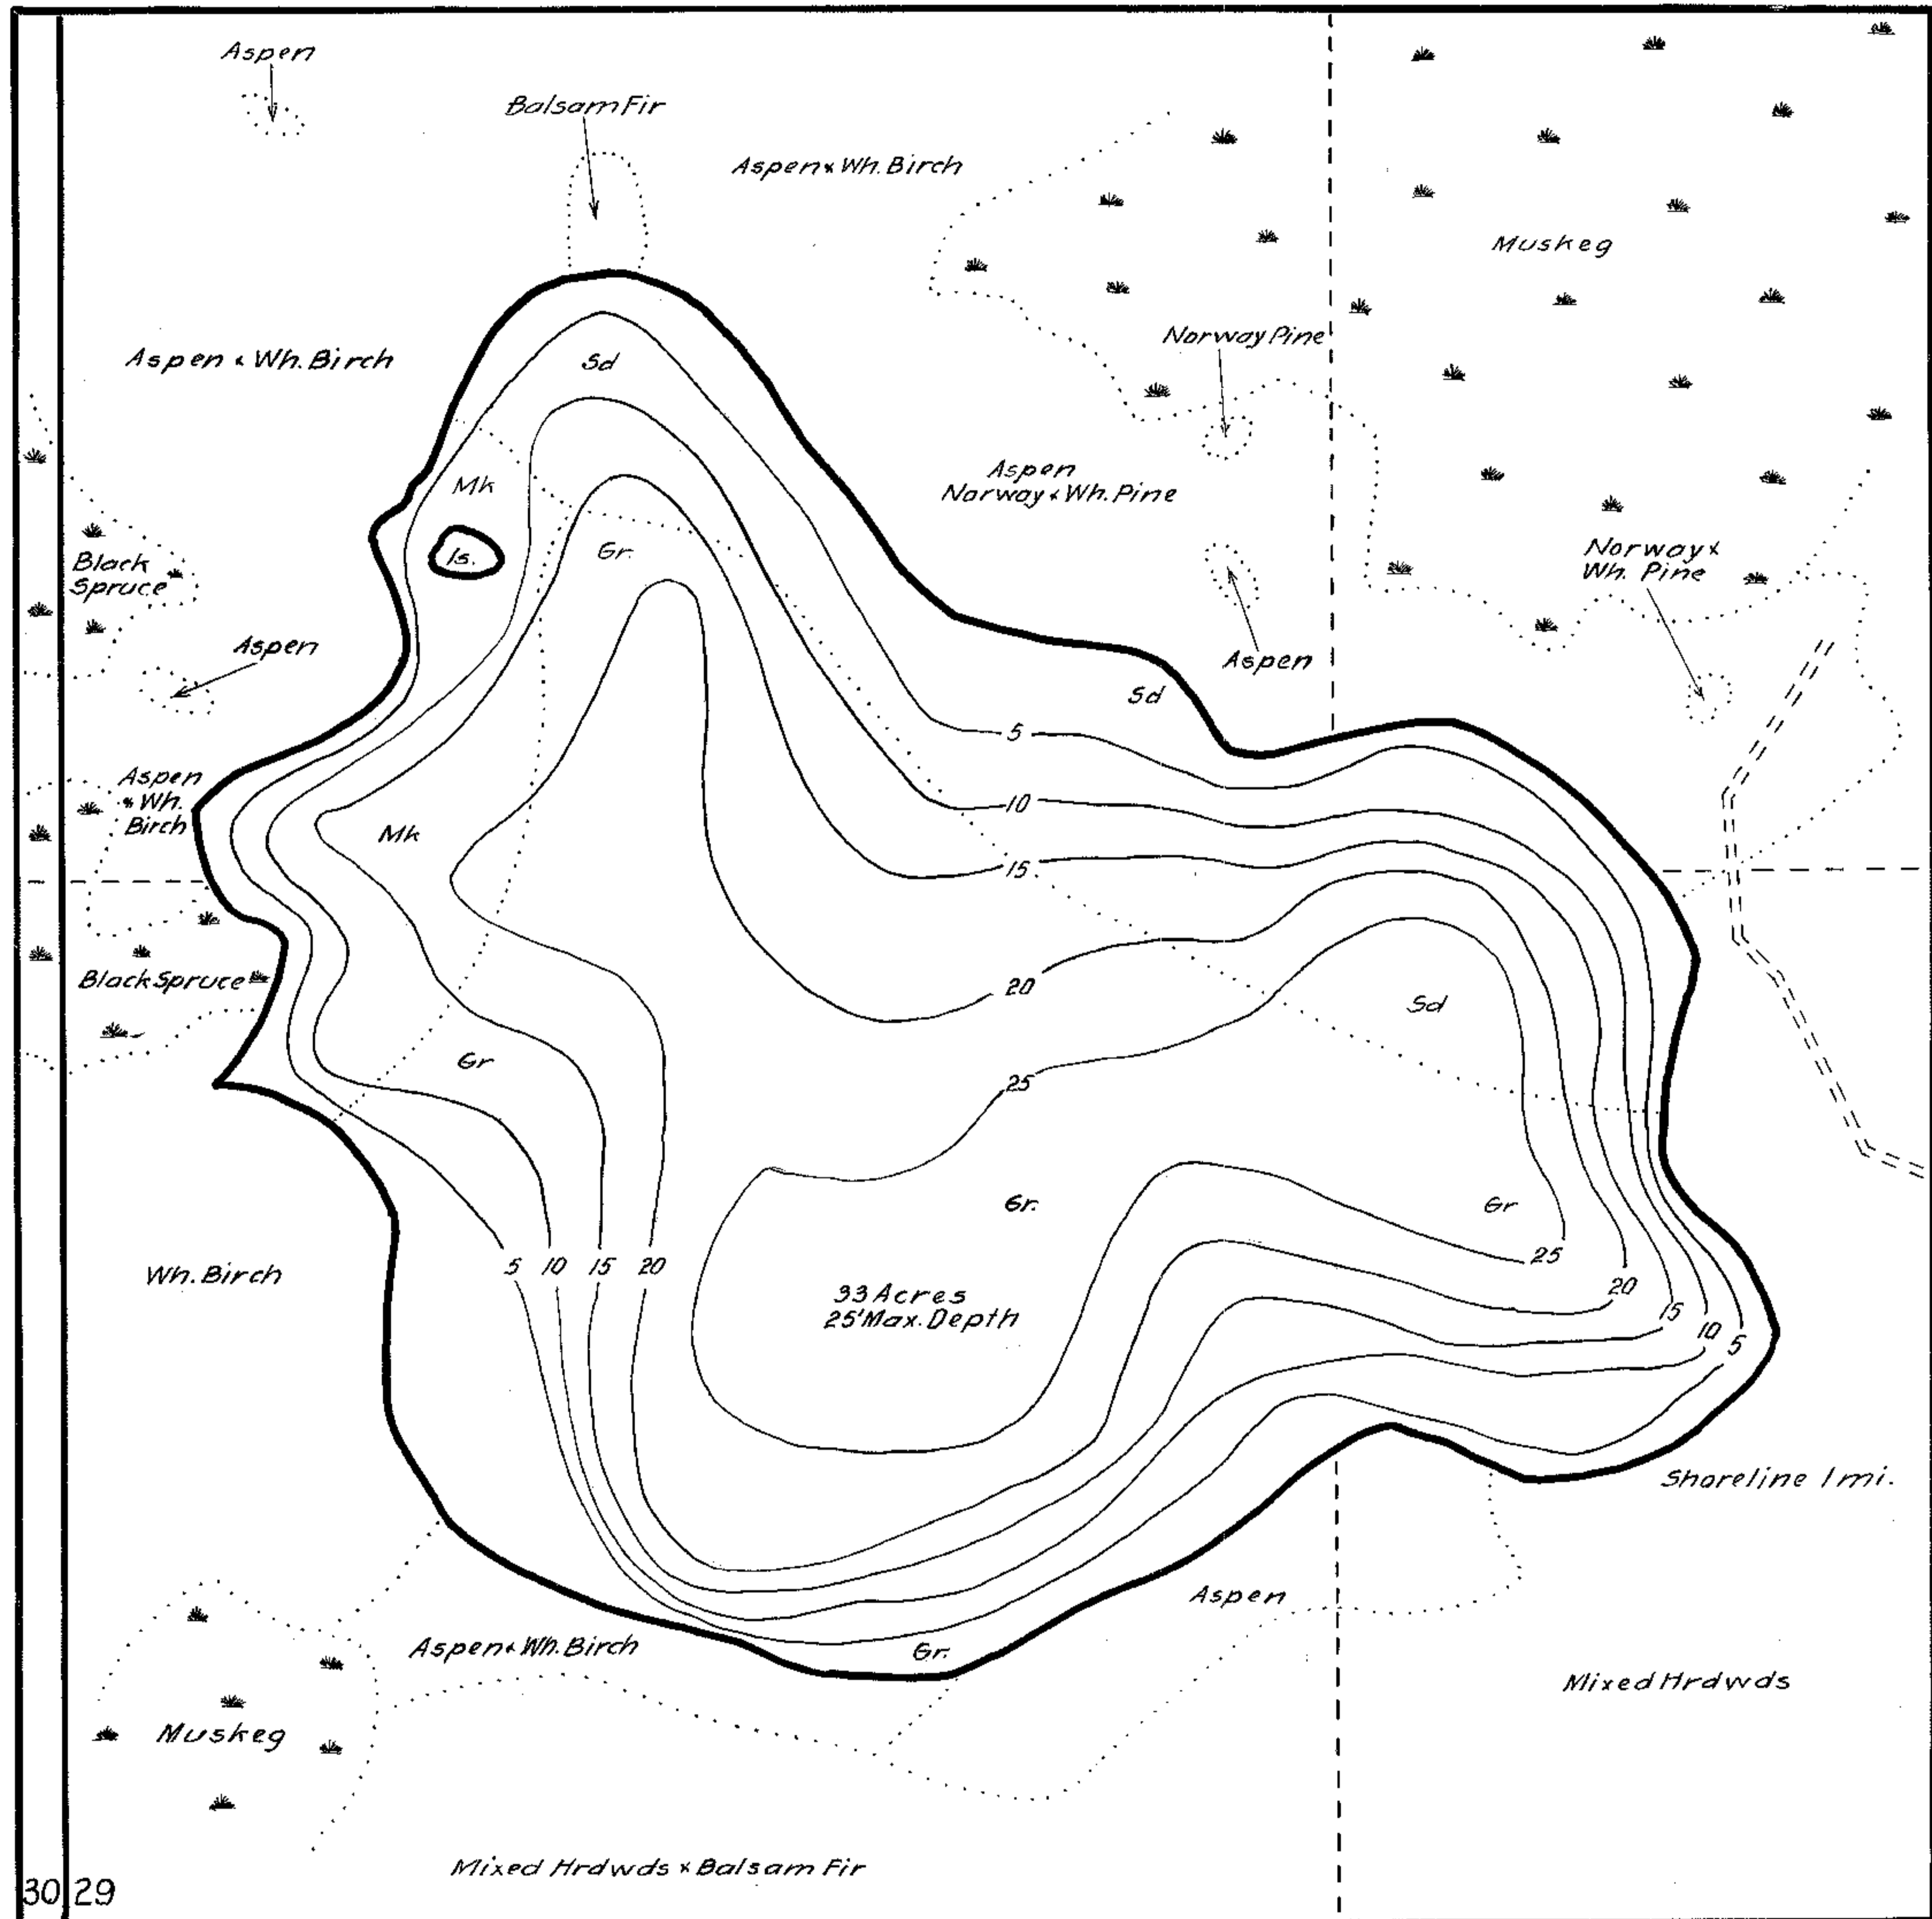 Aspen
Balsam Fir
Aspen & Wh. Birch
Muskeg
Norway Pine
Aspen & Wh. Birch
Sd
Aspen
Norway & Wh. Pine
Mk
Is.
Gr.
Black
Spruce
Norway &
Wh. Pine
Aspen
Aspen
Sd
5
Aspen
& Wh.
Birch
10
Mk
15
Black Spruce
20
Sd
Gr
25
Gr.
Gr
Wh. Birch
5 10 15 20
25
20
15
10
5
33 Acres
25' Max. Depth
Shoreline 1 mi.
Aspen
Aspen & Wh. Birch
Gr.
Mixed Hrdwds
Muskeg
Mixed Hrdwds & Balsam Fir
30 29